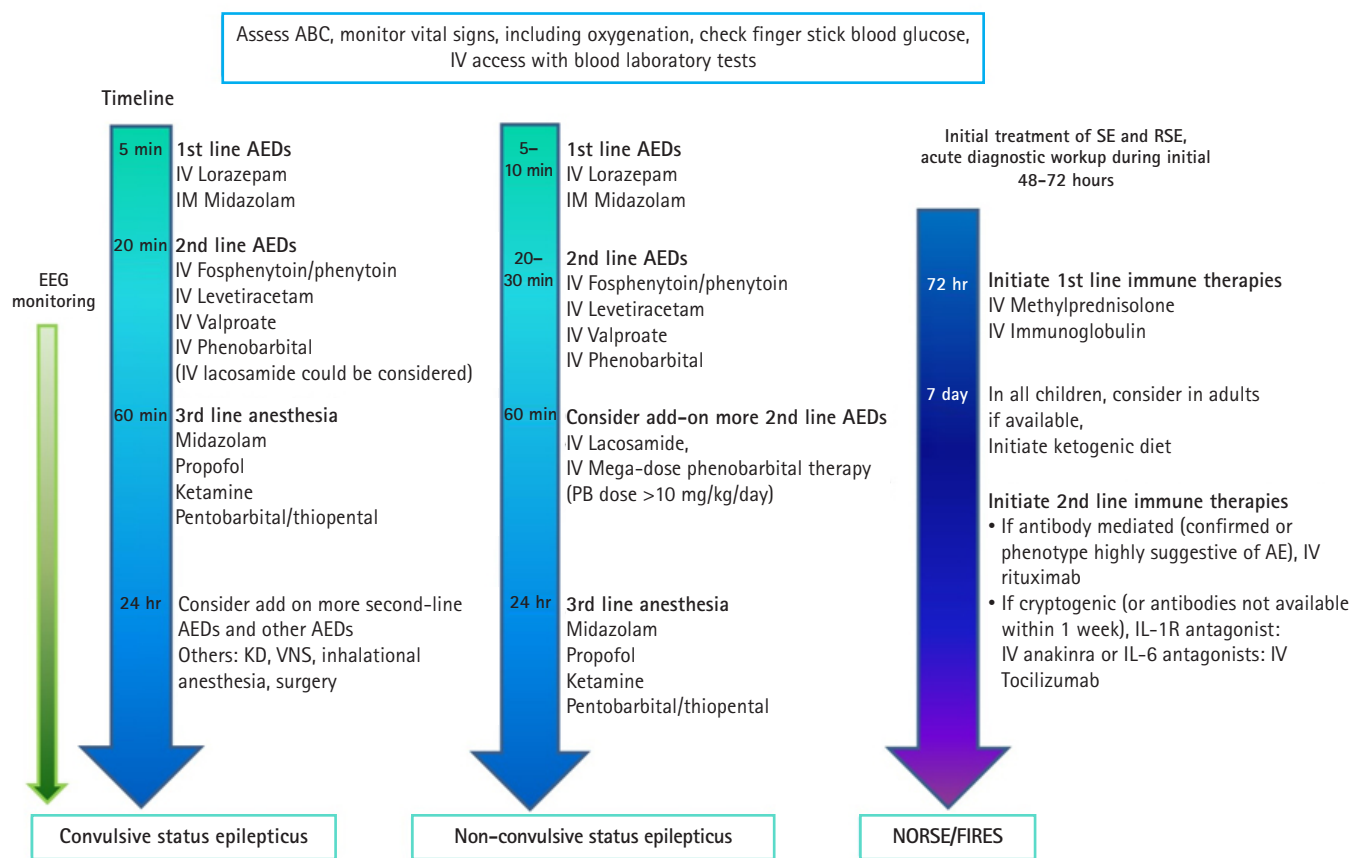 Assess ABC, monitor vital signs, including oxygenation, check finger stick blood glucose,
IV access with blood laboratory tests
Timeline
EEG
monitoring
5 min
1st line AEDs
IV Lorazepam
IM Midazolam
20 min
2nd line AEDs
IV Fosphenytoin/phenytoin
IV Levetiracetam
IV Valproate
IV Phenobarbital
(IV lacosamide could be considered)
60 min
3rd line anesthesia
Midazolam
Propofol
Ketamine
Pentobarbital/thiopental
24 hr
Consider add on more second-line
AEDs and other AEDs
Others: KD, VNS, inhalational
anesthesia, surgery
Convulsive status epilepticus
5–
10 min
1st line AEDs
IV Lorazepam
IM Midazolam
20–
30 min
2nd line AEDs
IV Fosphenytoin/phenytoin
IV Levetiracetam
IV Valproate
IV Phenobarbital
60 min
Consider add-on more 2nd line AEDs
IV Lacosamide,
IV Mega-dose phenobarbital therapy
(PB dose >10 mg/kg/day)
24 hr
3rd line anesthesia
Midazolam
Propofol
Ketamine
Pentobarbital/thiopental
Non-convulsive status epilepticus
Initial treatment of SE and RSE,
acute diagnostic workup during initial
48-72 hours
72 hr
Initiate 1st line immune therapies
IV Methylprednisolone
IV Immunoglobulin
7 day
In all children, consider in adults
if available,
Initiate ketogenic diet
Initiate 2nd line immune therapies
• If antibody mediated (confirmed or
phenotype highly suggestive of AE), IV
rituximab
• If cryptogenic (or antibodies not available
within 1 week), IL-1R antagonist:
IV anakinra or IL-6 antagonists: IV
Tocilizumab
NORSE/FIRES